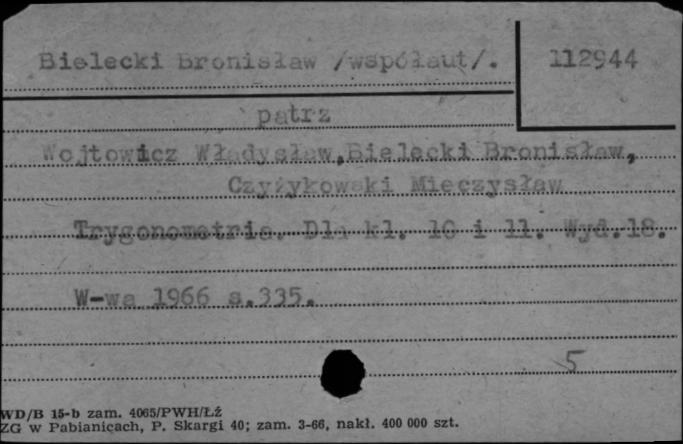 Bielecki Bronisław /współaut/.
112944
patrz
Wojtowicz Władysław, Bielecki Bronisław,
Czyżykowski Mieczysław
Trygonometria. Dla kl. 10 i 11. Wyd.18.
W-wa 1966 s.335.
5
WD/B 15-b zam. 4065/PWH/Łź
ZG w Pabianicach, P. Skargi 40; zam. 3-66, nakł. 400 000 szt.